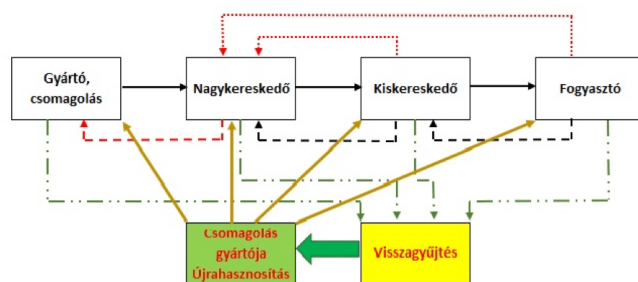 Gyártó,
csomagolás
Nagykereskedő
Kiskereskedő
Fogyasztó
Csomagolás
gyártója
Újrahasznosítás
Visszagyűjtés